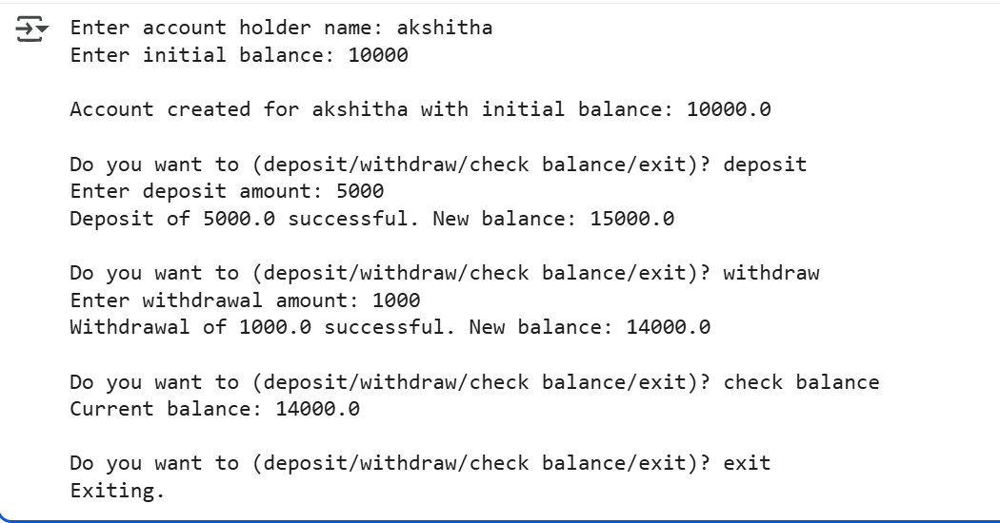 Enter account holder name: akshitha
Enter initial balance: 10000
Account created for akshitha with initial balance: 10000.0
Do you want to (deposit/withdraw/check balance/exit)? deposit
Enter deposit amount: 5000
Deposit of 5000.0 successful. New balance: 15000.0
Do you want to (deposit/withdraw/check balance/exit)? withdraw
Enter withdrawal amount: 1000
Withdrawal of 1000.0 successful. New balance: 14000.0
Do you want to (deposit/withdraw/check balance/exit)? check balance
Current balance: 14000.0
Do you want to (deposit/withdraw/check balance/exit)? exit
Exiting.